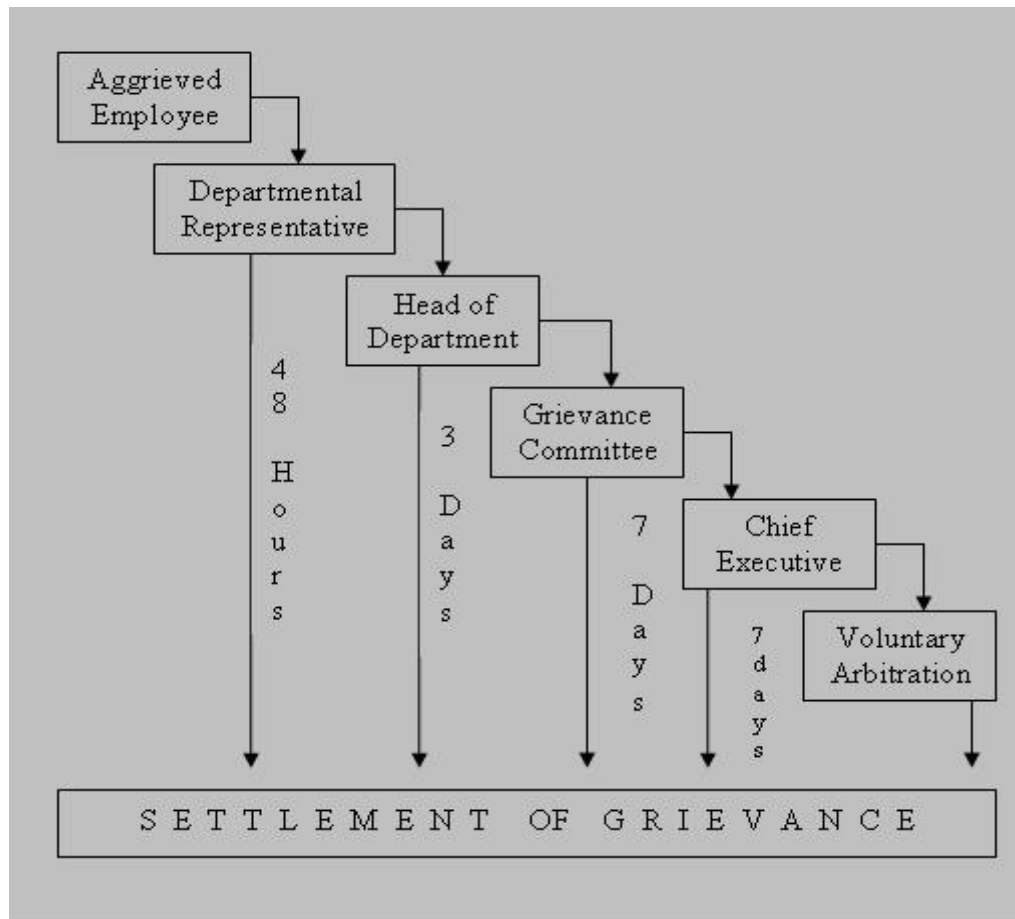 Aggrieved
Employee
Departmental
Representative
Head of
Department
Grievance
Committee
Chief
Executive
Voluntary
Arbitration
48 Hours
3 Days
7 Days
7 days
SETTLEMENT OF GRIEVANCE